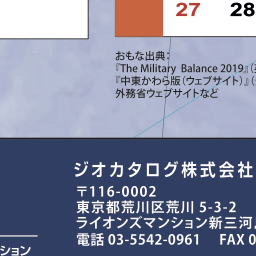 27 28
おもな出典：
『The Military Balance 2019』
『中東かわら版（ウェブサイト）』
外務省ウェブサイトなど
ジオカタログ株式会社
〒116-0002
東京都荒川区荒川 5-3-2
ライオンズマンション新三河
電話 03-5542-0961 FAX 0
ション